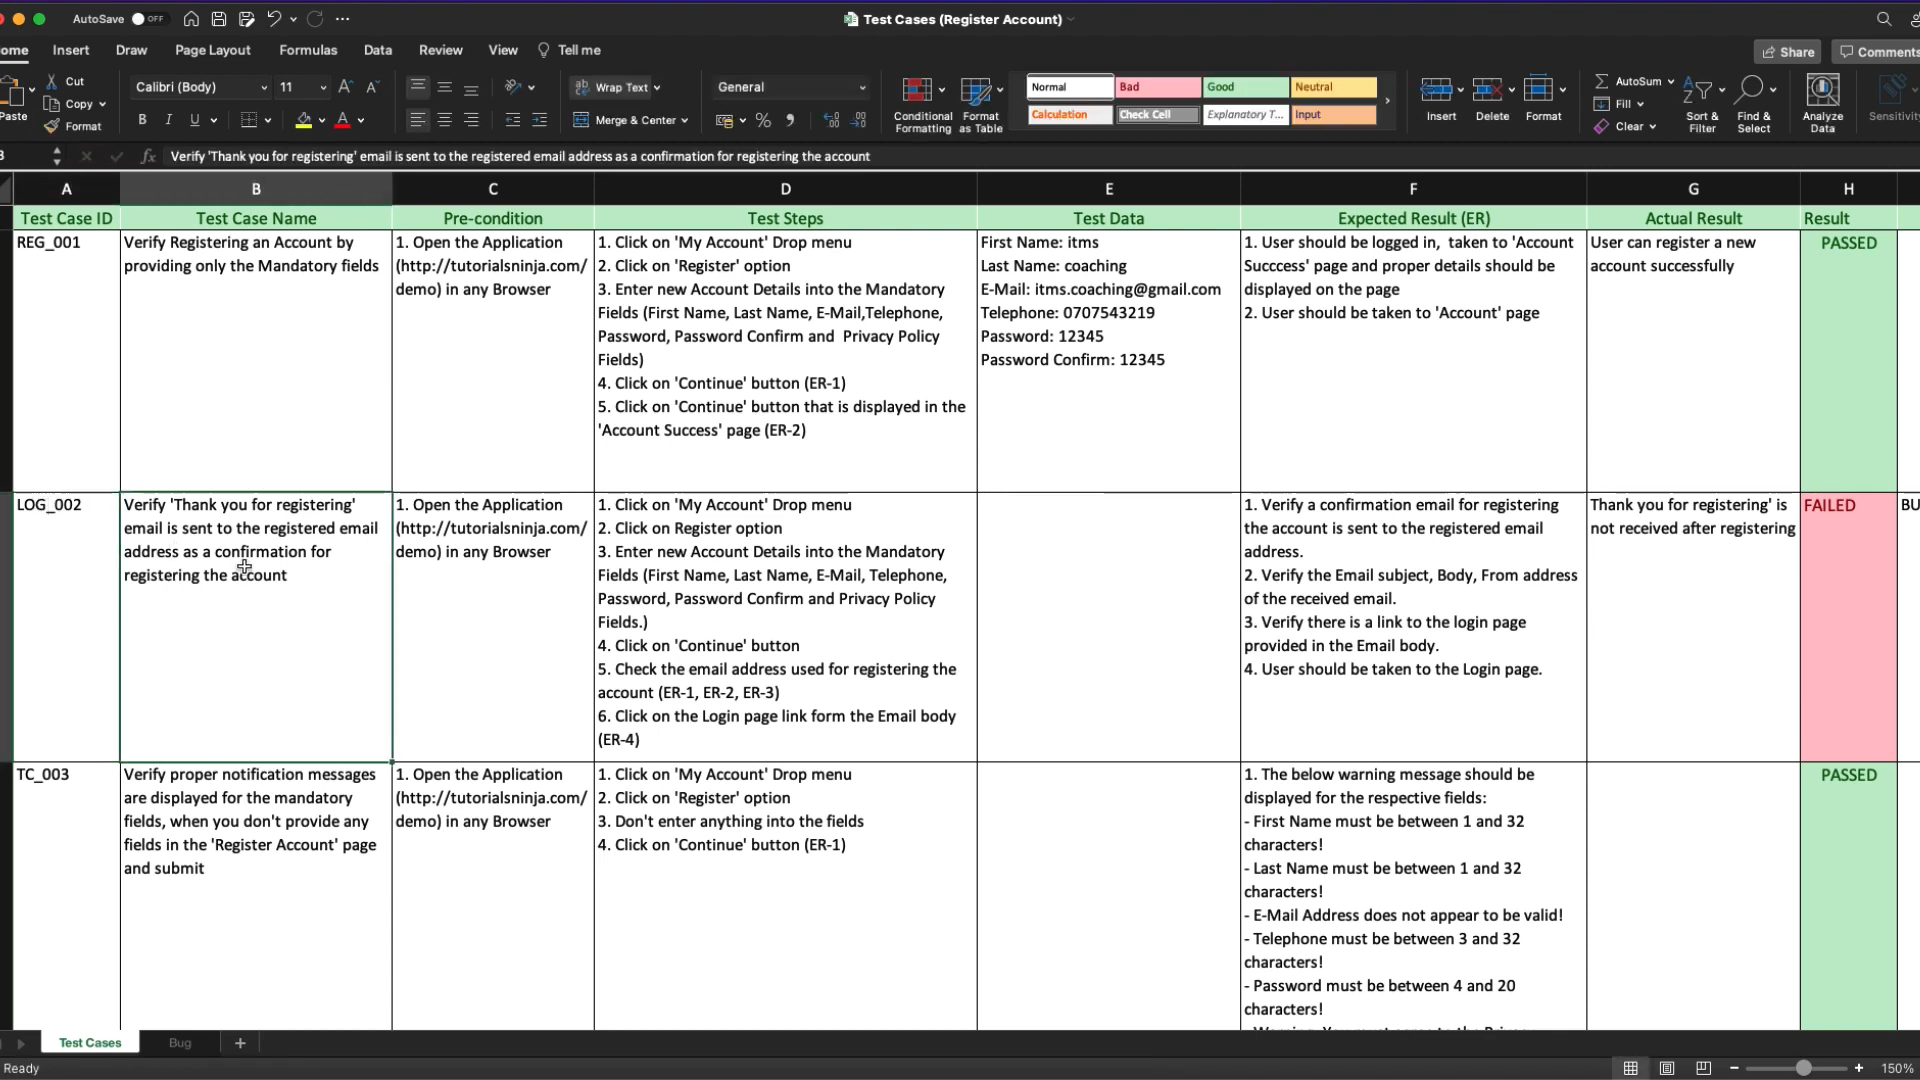 AutoSave OFF
Test Cases (Register Account)
Insert Draw Page Layout Formulas Data Review View Tell me
Share Comments
Paste
Cut
Copy
Format
Calibri (Body) 11
B I U
Wrap Text
Merge & Center
General
Conditional Formatting
Format as Table
Normal Bad Good Neutral
Calculation Check Cell Explanatory T... Input
Insert Delete Format
AutoSum
Fill
Clear
Sort & Filter
Find & Select
Analyze Data
fx Verify 'Thank you for registering' email is sent to the registered email address as a confirmation for registering the account
A B C D E F G H
Test Case ID Test Case Name Pre-condition Test Steps Test Data Expected Result (ER) Actual Result Result
REG_001
Verify Registering an Account by
providing only the Mandatory fields
1. Open the Application
(http://tutorialsninja.com/
demo) in any Browser
1. Click on 'My Account' Drop menu
2. Click on 'Register' option
3. Enter new Account Details into the Mandatory
Fields (First Name, Last Name, E-Mail,Telephone,
Password, Password Confirm and  Privacy Policy
Fields)
4. Click on 'Continue' button (ER-1)
5. Click on 'Continue' button that is displayed in the
'Account Success' page (ER-2)
First Name: itms
Last Name: coaching
E-Mail: itms.coaching@gmail.com
Telephone: 0707543219
Password: 12345
Password Confirm: 12345
1. User should be logged in,  taken to 'Account
Succcess' page and proper details should be
displayed on the page
2. User should be taken to 'Account' page
User can register a new
account successfully
PASSED
LOG_002
Verify 'Thank you for registering'
email is sent to the registered email
address as a confirmation for
registering the account
1. Open the Application
(http://tutorialsninja.com/
demo) in any Browser
1. Click on 'My Account' Drop menu
2. Click on Register option
3. Enter new Account Details into the Mandatory
Fields (First Name, Last Name, E-Mail, Telephone,
Password, Password Confirm and Privacy Policy
Fields.)
4. Click on 'Continue' button
5. Check the email address used for registering the
account (ER-1, ER-2, ER-3)
6. Click on the Login page link form the Email body
(ER-4)
1. Verify a confirmation email for registering
the account is sent to the registered email
address.
2. Verify the Email subject, Body, From address
of the received email.
3. Verify there is a link to the login page
provided in the Email body.
4. User should be taken to the Login page.
Thank you for registering' is
not received after registering
FAILED
BU
TC_003
Verify proper notification messages
are displayed for the mandatory
fields, when you don't provide any
fields in the 'Register Account' page
and submit
1. Open the Application
(http://tutorialsninja.com/
demo) in any Browser
1. Click on 'My Account' Drop menu
2. Click on 'Register' option
3. Don't enter anything into the fields
4. Click on 'Continue' button (ER-1)
1. The below warning message should be
displayed for the respective fields:
- First Name must be between 1 and 32
characters!
- Last Name must be between 1 and 32
characters!
- E-Mail Address does not appear to be valid!
- Telephone must be between 3 and 32
characters!
- Password must be between 4 and 20
characters!
PASSED
Test Cases Bug
Ready
150%